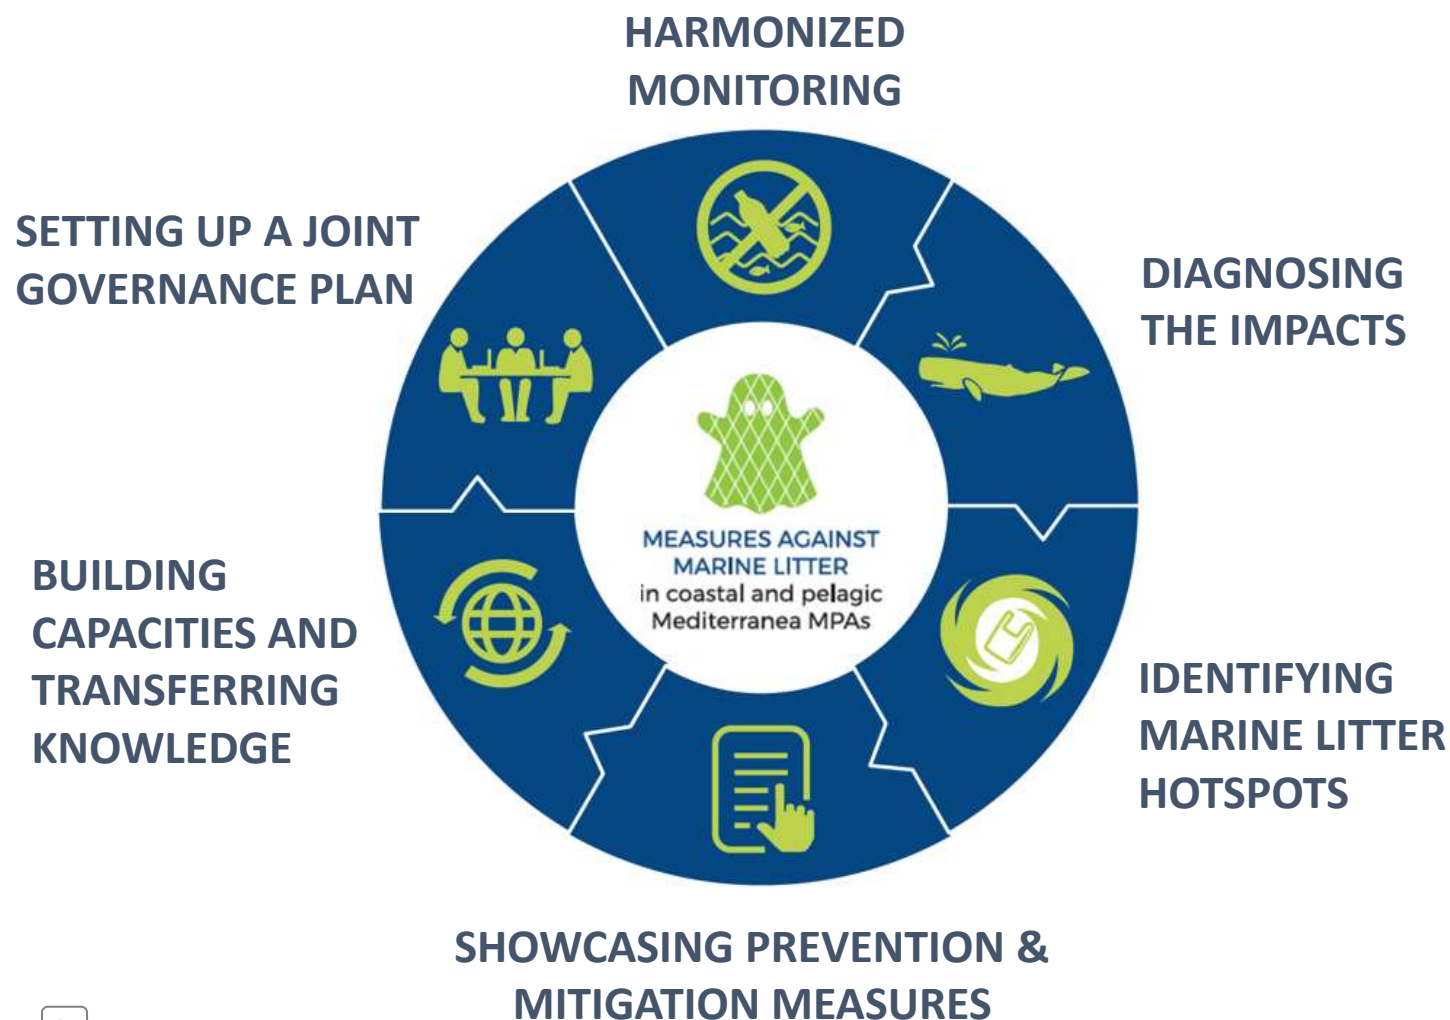 HARMONIZED
MONITORING
SETTING UP A JOINT
GOVERNANCE PLAN
DIAGNOSING
THE IMPACTS
MEASURES AGAINST
MARINE LITTER
in coastal and pelagic
Mediterranea MPAs
BUILDING
CAPACITIES AND
TRANSFERRING
KNOWLEDGE
IDENTIFYING
MARINE LITTER
HOTSPOTS
SHOWCASING PREVENTION &
MITIGATION MEASURES